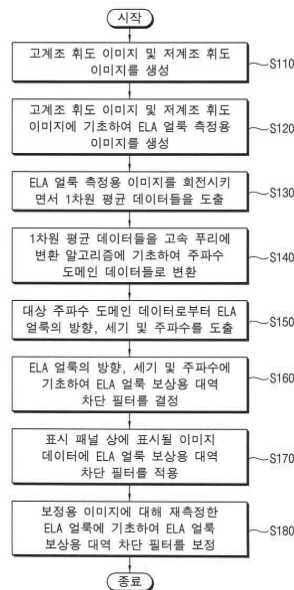 시작
고계조 휘도 이미지 및 저계조 휘도
이미지를 생성
S110
고계조 휘도 이미지 및 저계조 휘도
이미지에 기초하여 ELA 얼룩 측정용
이미지를 생성
S120
ELA 얼룩 측정용 이미지를 회전시키
면서 1차원 평균 데이터들을 도출
S130
1차원 평균 데이터들을 고속 푸리에
변환 알고리즘에 기초하여 주파수
도메인 데이터들로 변환
S140
대상 주파수 도메인 데이터로부터 ELA
얼룩의 방향, 세기 및 주파수를 도출
S150
ELA 얼룩의 방향, 세기 및 주파수에
기초하여 ELA 얼룩 보상용 대역
차단 필터를 결정
S160
표시 패널 상에 표시될 이미지
데이터에 ELA 얼룩 보상용 대역
차단 필터를 적용
S170
보정용 이미지에 대해 재측정한
ELA 얼룩에 기초하여 ELA 얼룩
보상용 대역 차단 필터를 보정
S180
종료